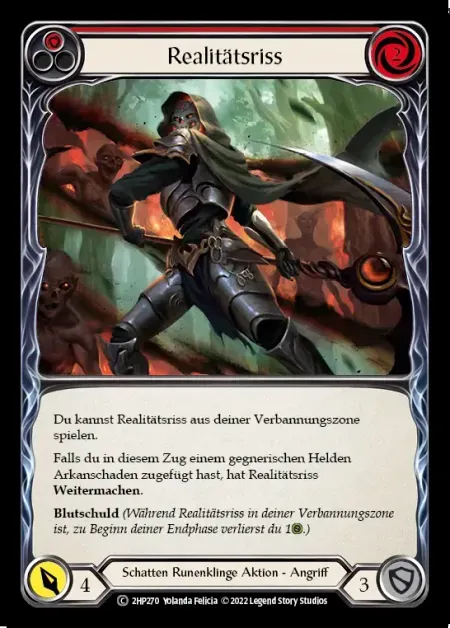 Realitätsriss
2
Du kannst Realitätsriss aus deiner Verbannungszone
spielen.
Falls du in diesem Zug einem gegnerischen Helden
Arkanschaden zugefügt hast, hat Realitätsriss
Weitermachen.
Blutschuld (Während Realitätsriss in deiner Verbannungszone
ist, zu Beginn deiner Endphase verlierst du 1.)
4
Schatten Runenklinge Aktion - Angriff
3
C 2HP270 Yolanda Felicia © 2022 Legend Story Studios